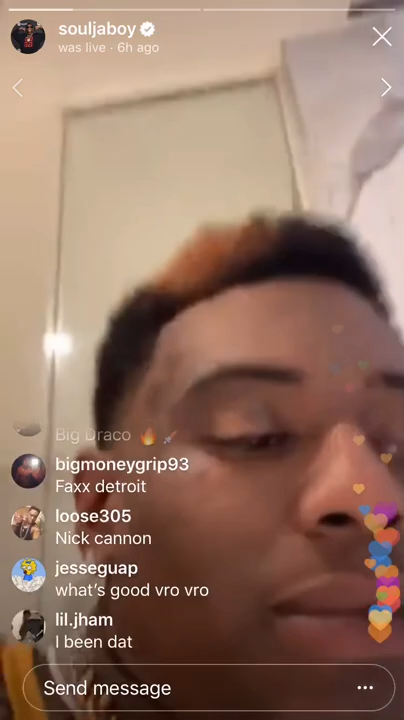 souljaboy
was live · 6h ago
Big Draco 🔥
bigmoneygrip93
Faxx detroit
loose305
Nick cannon
jesseguap
what's good vro vro
lil.jham
I been dat
Send message